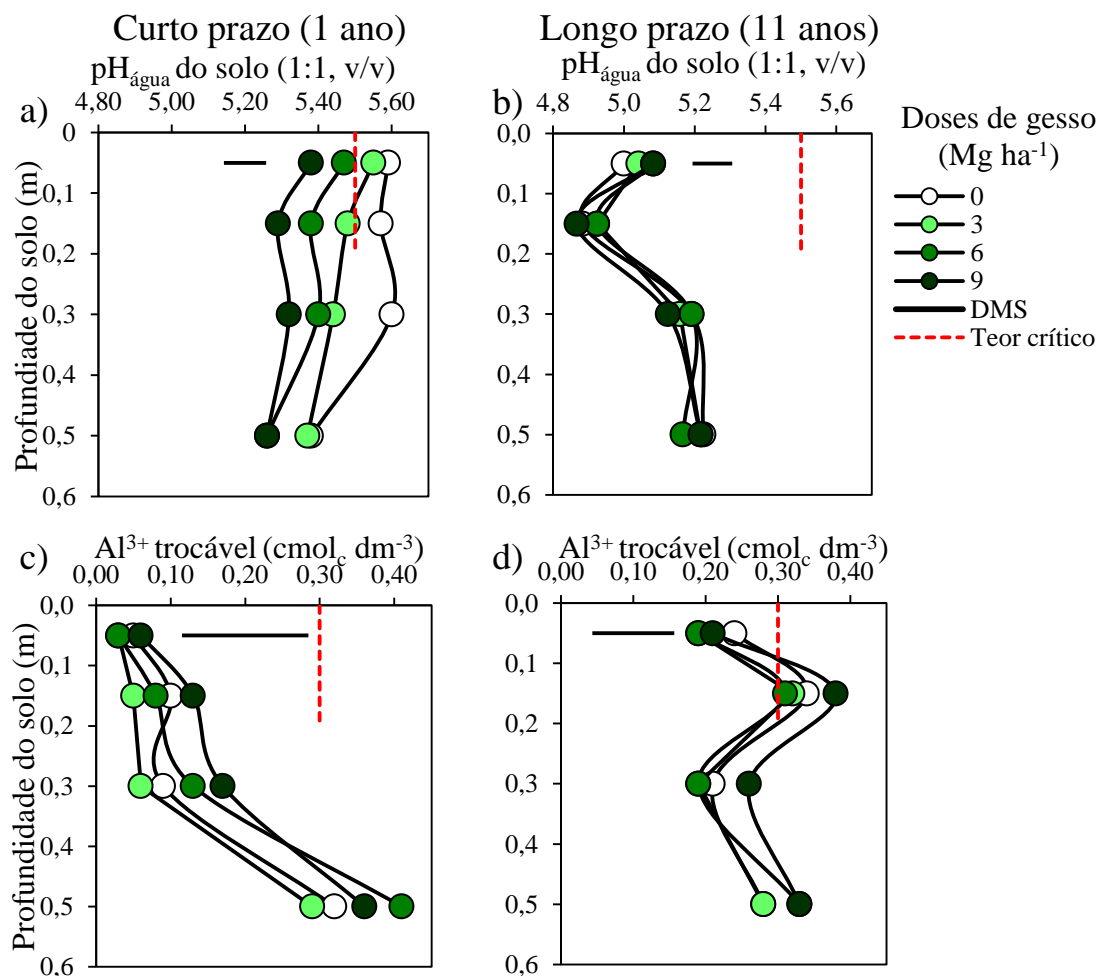 Curto prazo (1 ano)
pHágua do solo (1:1, v/v)
4,80 5,00 5,20 5,40 5,60
a)
0
0,1
0,2
0,3
0,4
0,5
0,6
Profundiade do solo (m)
Longo prazo (11 anos)
pHágua do solo (1:1, v/v)
4,8 5,0 5,2 5,4 5,6
b)
0,0
0,1
0,2
0,3
0,4
0,5
0,6
Doses de gesso
(Mg ha-1)
0
3
6
9
DMS
Teor crítico
Al3+ trocável (cmolc dm-3)
0,00 0,10 0,20 0,30 0,40
c)
0,0
0,1
0,2
0,3
0,4
0,5
0,6
Profundidade do solo (m)
Al3+ trocável (cmolc dm-3)
0,00 0,10 0,20 0,30 0,40
d)
0,0
0,1
0,2
0,3
0,4
0,5
0,6